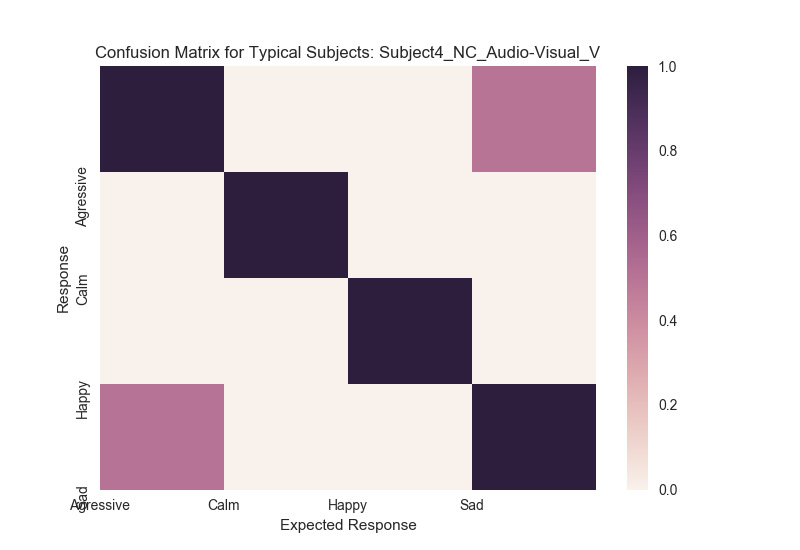 Confusion Matrix for Typical Subjects: Subject4_NC_Audio-Visual_V
1.0
0.8
0.6
0.4
0.2
0.0
Response
Agressive
Calm
Happy
Sad
Agressive
Calm
Happy
Sad
Expected Response